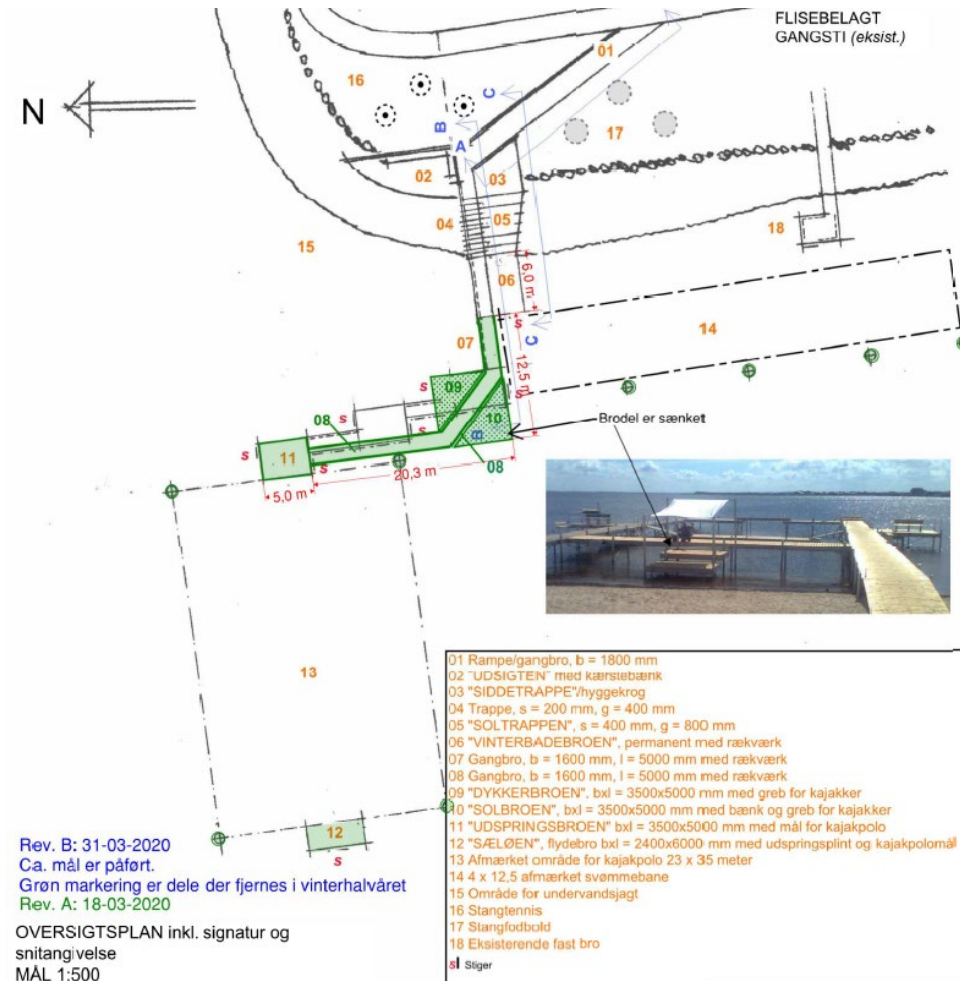 FLISEBELAGT
GANGSTI (eksist.)
N
01
16
C
B
A
17
02
03
04
05
15
18
06
6,0 m
s
07
C
14
12,5 m
s
09
s
s
10
s
08
B
Brodel er sænket
s
11
s
08
20,3 m
5,0 m
13
12
s
01 Rampe/gangbro, b = 1800 mm
02 "UDSIGTEN" med kærstebænk
03 "SIDDETRAPPE"/hyggekrog
04 Trappe, s = 200 mm, g = 400 mm
05 "SOLTRAPPEN", s = 400 mm, g = 800 mm
06 "VINTERBADEBROEN", permanent med rækværk
07 Gangbro, b = 1600 mm, l = 5000 mm med rækværk
08 Gangbro, b = 1600 mm, l = 5000 mm med rækværk
09 "DYKKERBROEN", bxl = 3500x5000 mm med greb for kajakker
10 "SOLBROEN", bxl = 3500x5000 mm med bænk og greb for kajakker
11 "UDSPRINGSBROEN" bxl = 3500x5000 mm med mål for kajakpolo
12 "SÆLØEN", flydebro bxl = 2400x6000 mm med udspringsplint og kajakpolomål
13 Afmærket område for kajakpolo 23 x 35 meter
14 4 x 12,5 afmærket svømmebane
15 Område for undervandsjagt
16 Stangtennis
17 Stangfodbold
18 Eksisterende fast bro
s Stiger
Rev. B: 31-03-2020
Ca. mål er påført.
Grøn markering er dele der fjernes i vinterhalvåret
Rev. A: 18-03-2020
OVERSIGTSPLAN inkl. signatur og
snitangivelse
MÅL 1:500